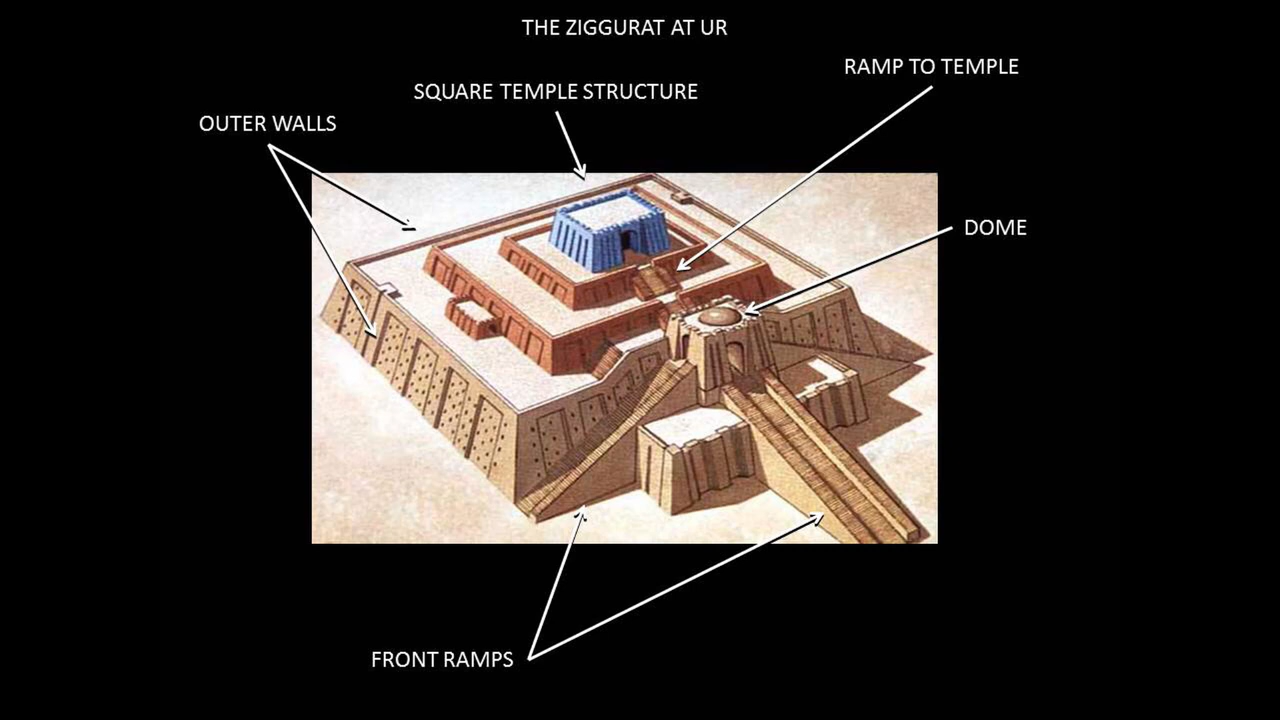 THE ZIGGURAT AT UR
RAMP TO TEMPLE
SQUARE TEMPLE STRUCTURE
OUTER WALLS
DOME
FRONT RAMPS